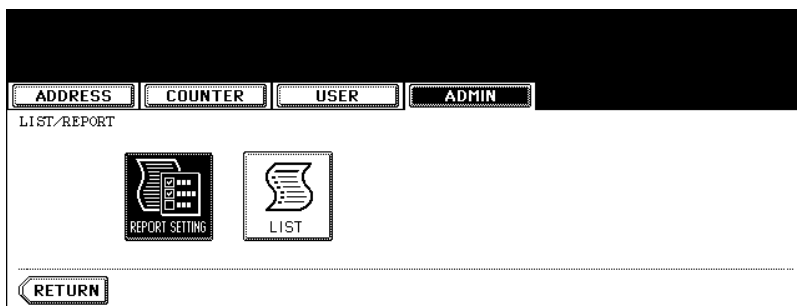 ADDRESS COUNTER USER ADMIN
LIST/REPORT
REPORT SETTING LIST
RETURN